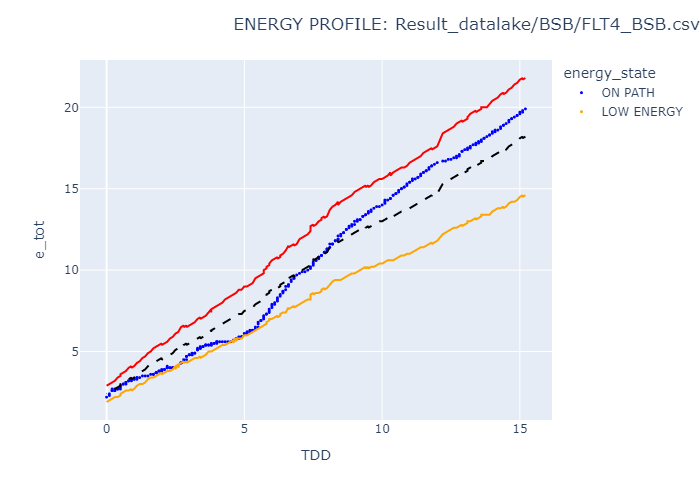 ENERGY PROFILE: Result_datalake/BSB/FLT4_BSB.csv
energy_state
ON PATH
LOW ENERGY
20
15
10
5
e_tot
0
5
10
15
TDD